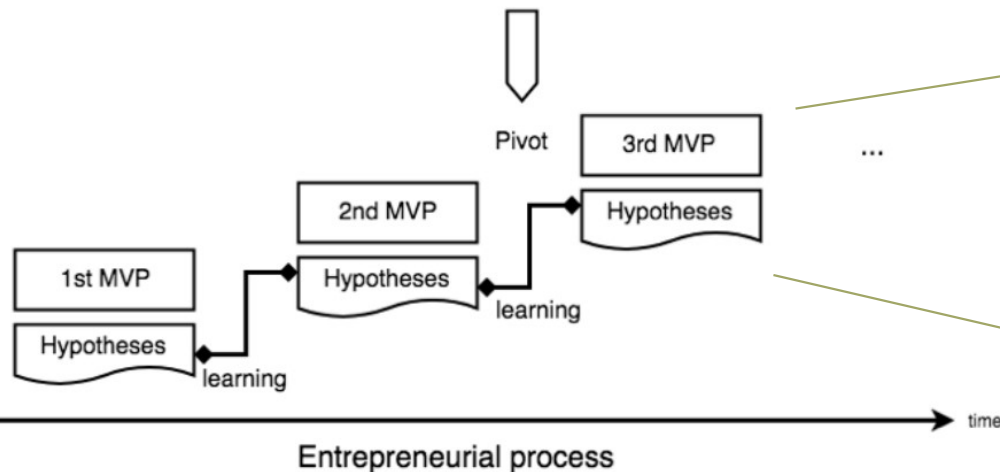 Pivot
3rd MVP
...
Hypotheses
2nd MVP
Hypotheses
learning
1st MVP
Hypotheses
learning
time
Entrepreneurial process